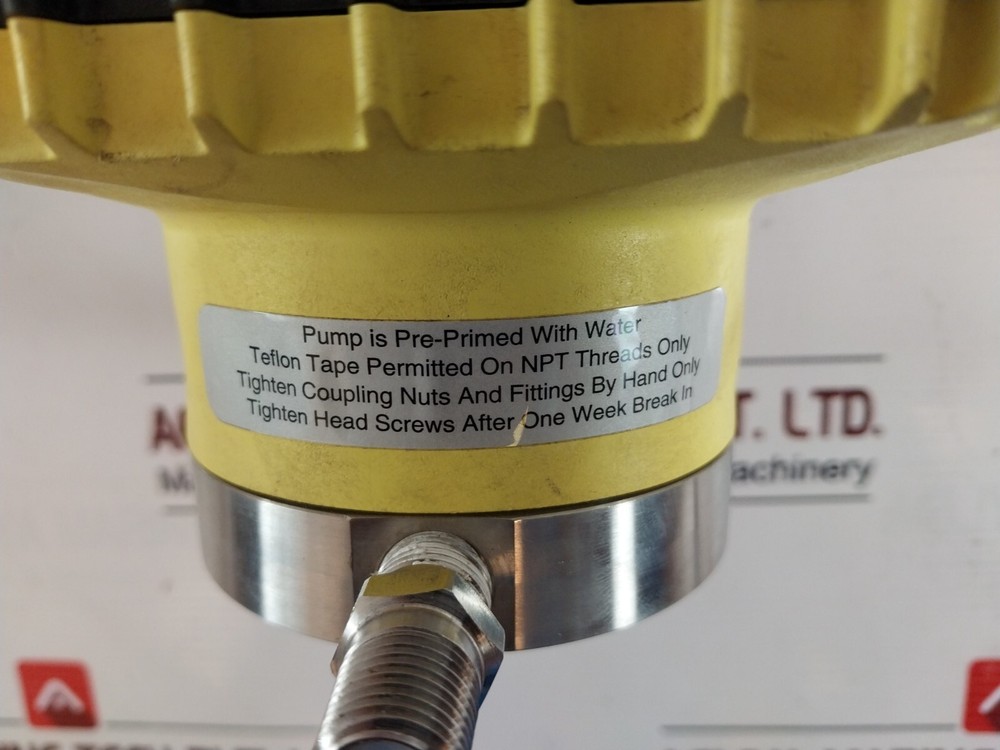 Pump is Pre-Primed With Water
Teflon Tape Permitted On NPT Threads Only
Tighten Coupling Nuts And Fittings By Hand Only
Tighten Head Screws After One Week Break In
T. LTD.
achinery